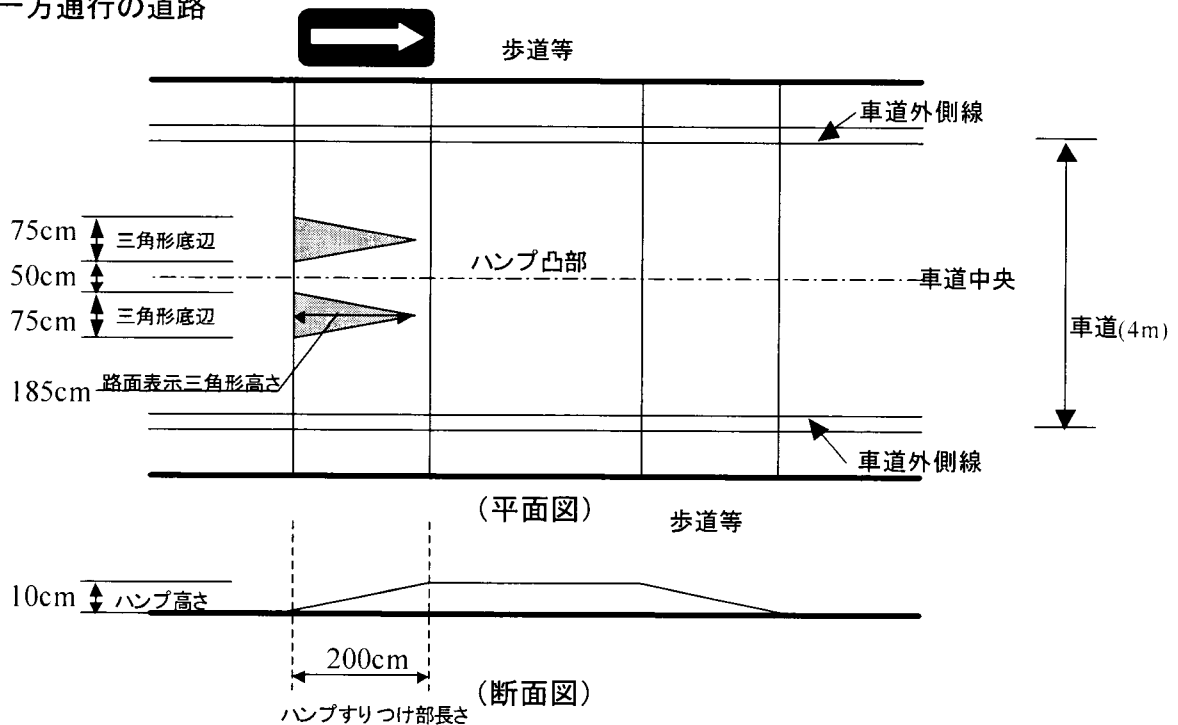 一方通行の道路
歩道等
車道外側線
75cm 三角形底辺
50cm
ハンプ凸部
車道中央
75cm 三角形底辺
車道(4m)
185cm 路面表示三角形高さ
車道外側線
(平面図)
歩道等
10cm ハンプ高さ
200cm
(断面図)
ハンプすりつけ部長さ